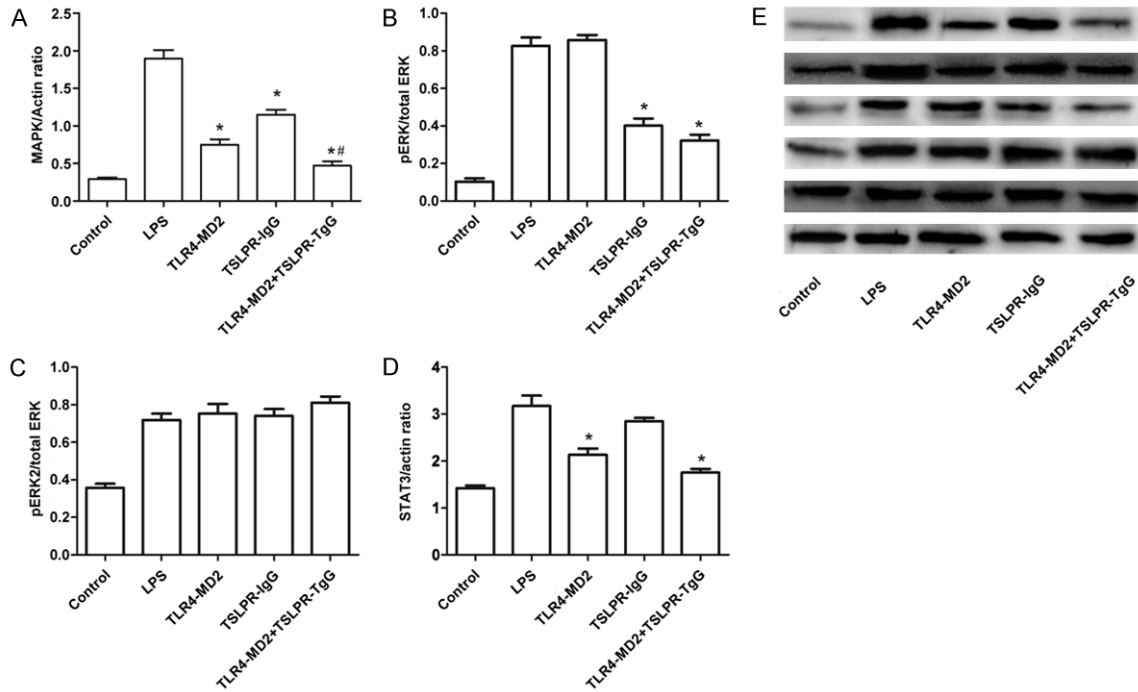 A
MAPK/Actin ratio
2.5
2.0
1.5
1.0
0.5
0.0
*
*
*#
Control
LPS
TLR4-MD2
TSLPR-IgG
TLR4-MD2+TSLPR-TgG
B
pERK/total ERK
1.0
0.8
0.6
0.4
0.2
0.0
*
*
Control
LPS
TLR4-MD2
TSLPR-IgG
TLR4-MD2+TSLPR-TgG
E
Control
LPS
TLR4-MD2
TSLPR-IgG
TLR4-MD2+TSLPR-TgG
C
pERK2/total ERK
1.0
0.8
0.6
0.4
0.2
0.0
Control
LPS
TLR4-MD2
TSLPR-IgG
TLR4-MD2+TSLPR-TgG
D
STAT3/actin ratio
4
3
2
1
0
*
*
Control
LPS
TLR4-MD2
TSLPR-IgG
TLR4-MD2+TSLPR-TgG